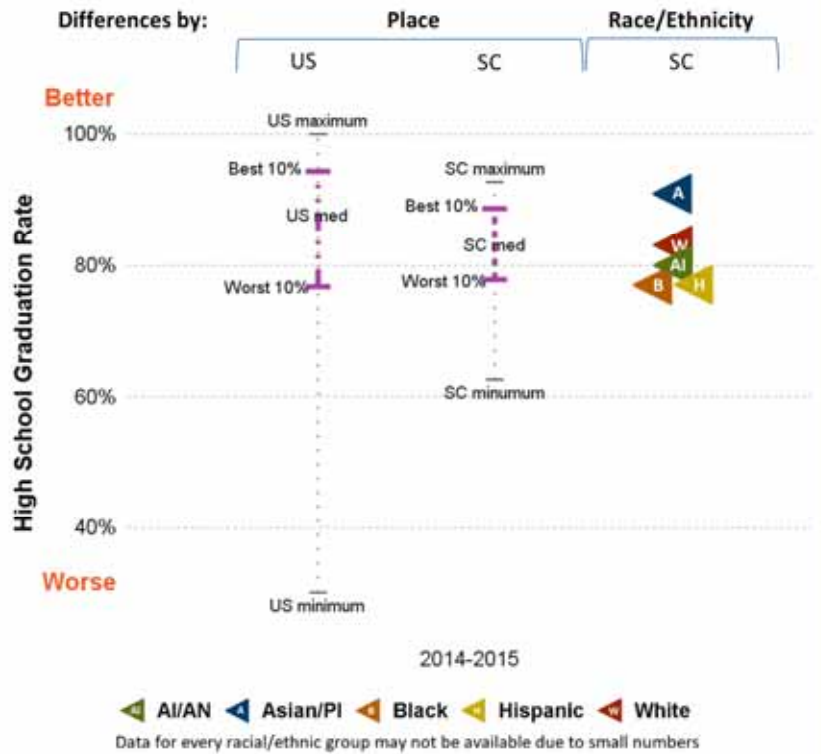 Differences by: Place Race/Ethnicity
US SC SC
Better
US maximum
100%
Best 10%
SC maximum
A
Best 10%
US med
SC med
W
80%
AI
Worst 10%
Worst 10%
B H
60%
SC minumum
High School Graduation Rate
40%
Worse
US minimum
2014-2015
AI AI/AN A Asian/PI B Black H Hispanic W White
Data for every racial/ethnic group may not be available due to small numbers